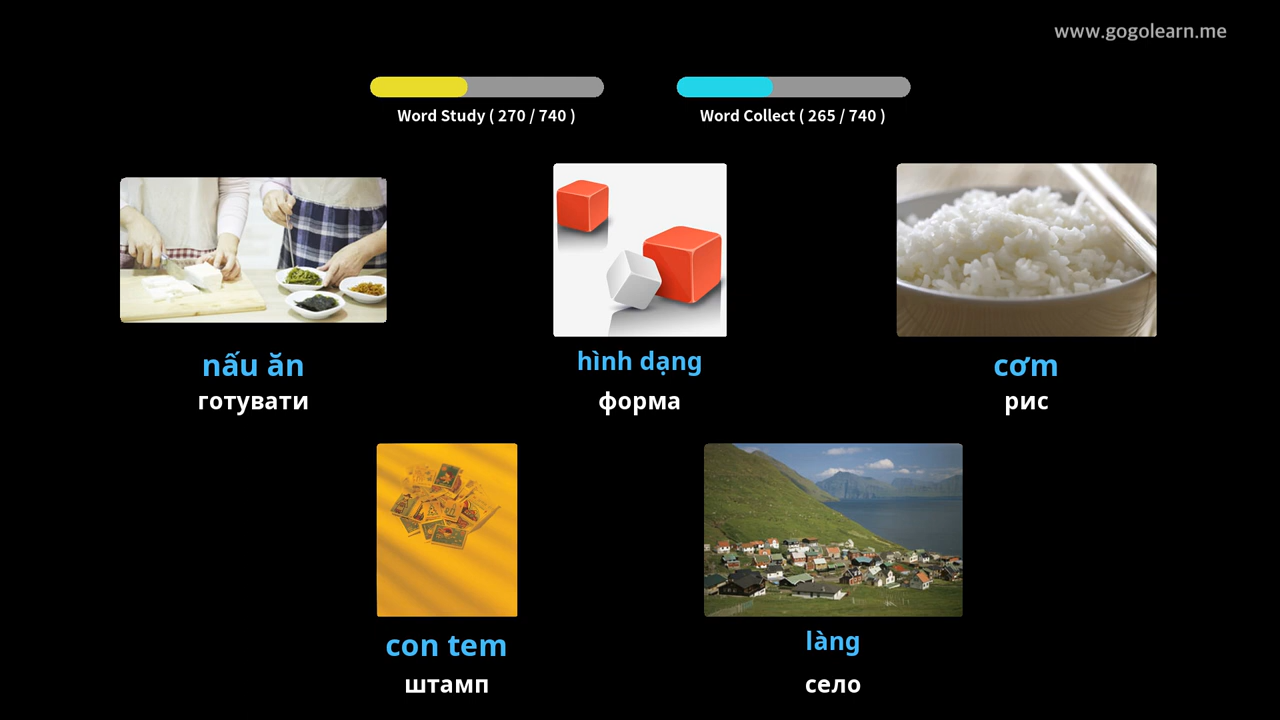 www.gogolearn.me
Word Study ( 270 / 740 )
Word Collect ( 265 / 740 )
nấu ăn
готувати
hình dạng
форма
cơm
рис
con tem
штамп
làng
село